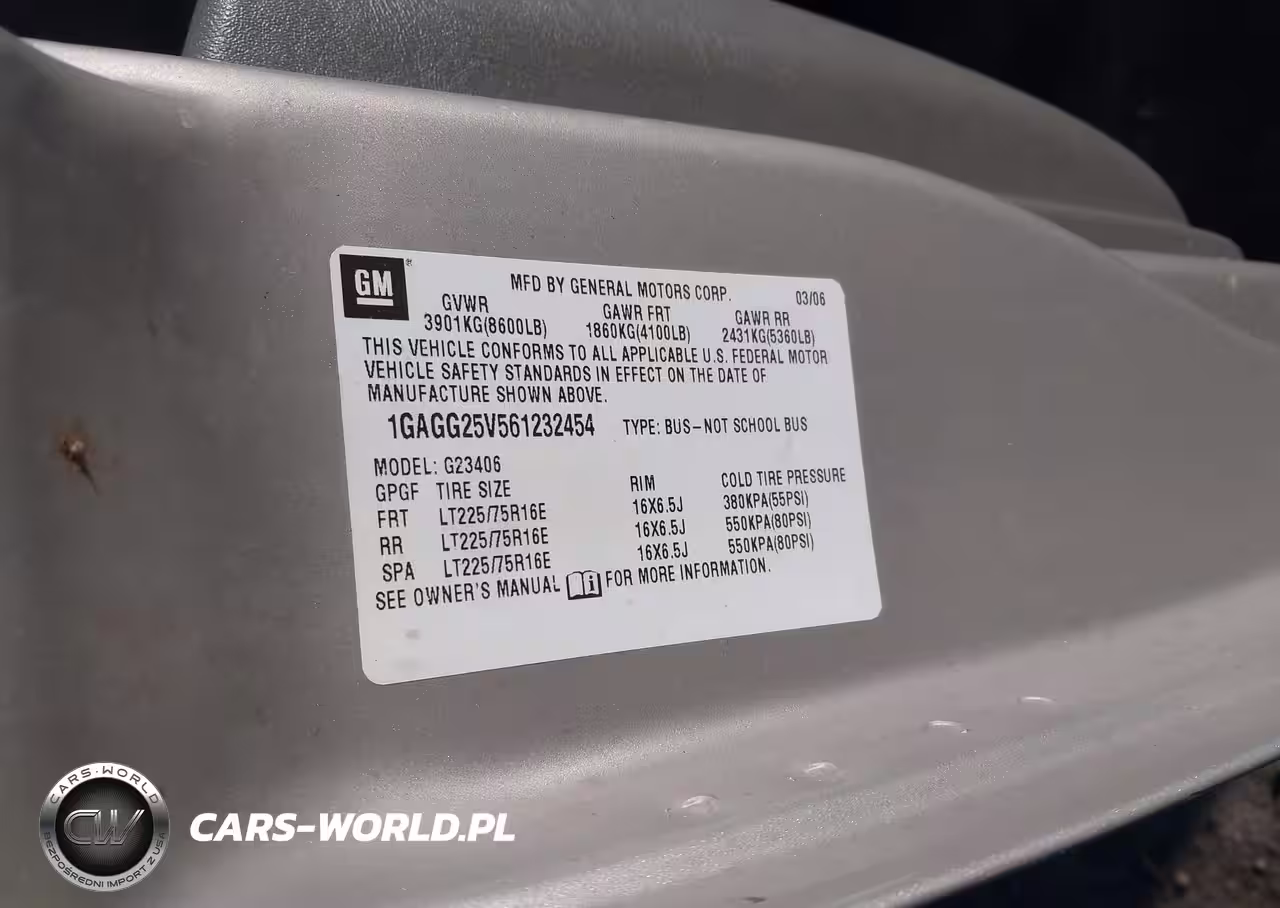 GM
MFD BY GENERAL MOTORS CORP. 03/06
GVWR GAWR FRT GAWR RR
3901KG(8600LB) 1860KG(4100LB) 2431KG(5360LB)
THIS VEHICLE CONFORMS TO ALL APPLICABLE U.S. FEDERAL MOTOR
VEHICLE SAFETY STANDARDS IN EFFECT ON THE DATE OF
MANUFACTURE SHOWN ABOVE.
1GAGG25V561232454 TYPE: BUS-NOT SCHOOL BUS
MODEL: G23406
GPGF TIRE SIZE RIM COLD TIRE PRESSURE
FRT LT225/75R16E 16X6.5J 380KPA(55PSI)
RR LT225/75R16E 16X6.5J 550KPA(80PSI)
SPA LT225/75R16E 16X6.5J 550KPA(80PSI)
SEE OWNER'S MANUAL i FOR MORE INFORMATION.
CARS-WORLD
CW
BEZPOŚREDNI IMPORT Z USA
CARS-WORLD.PL